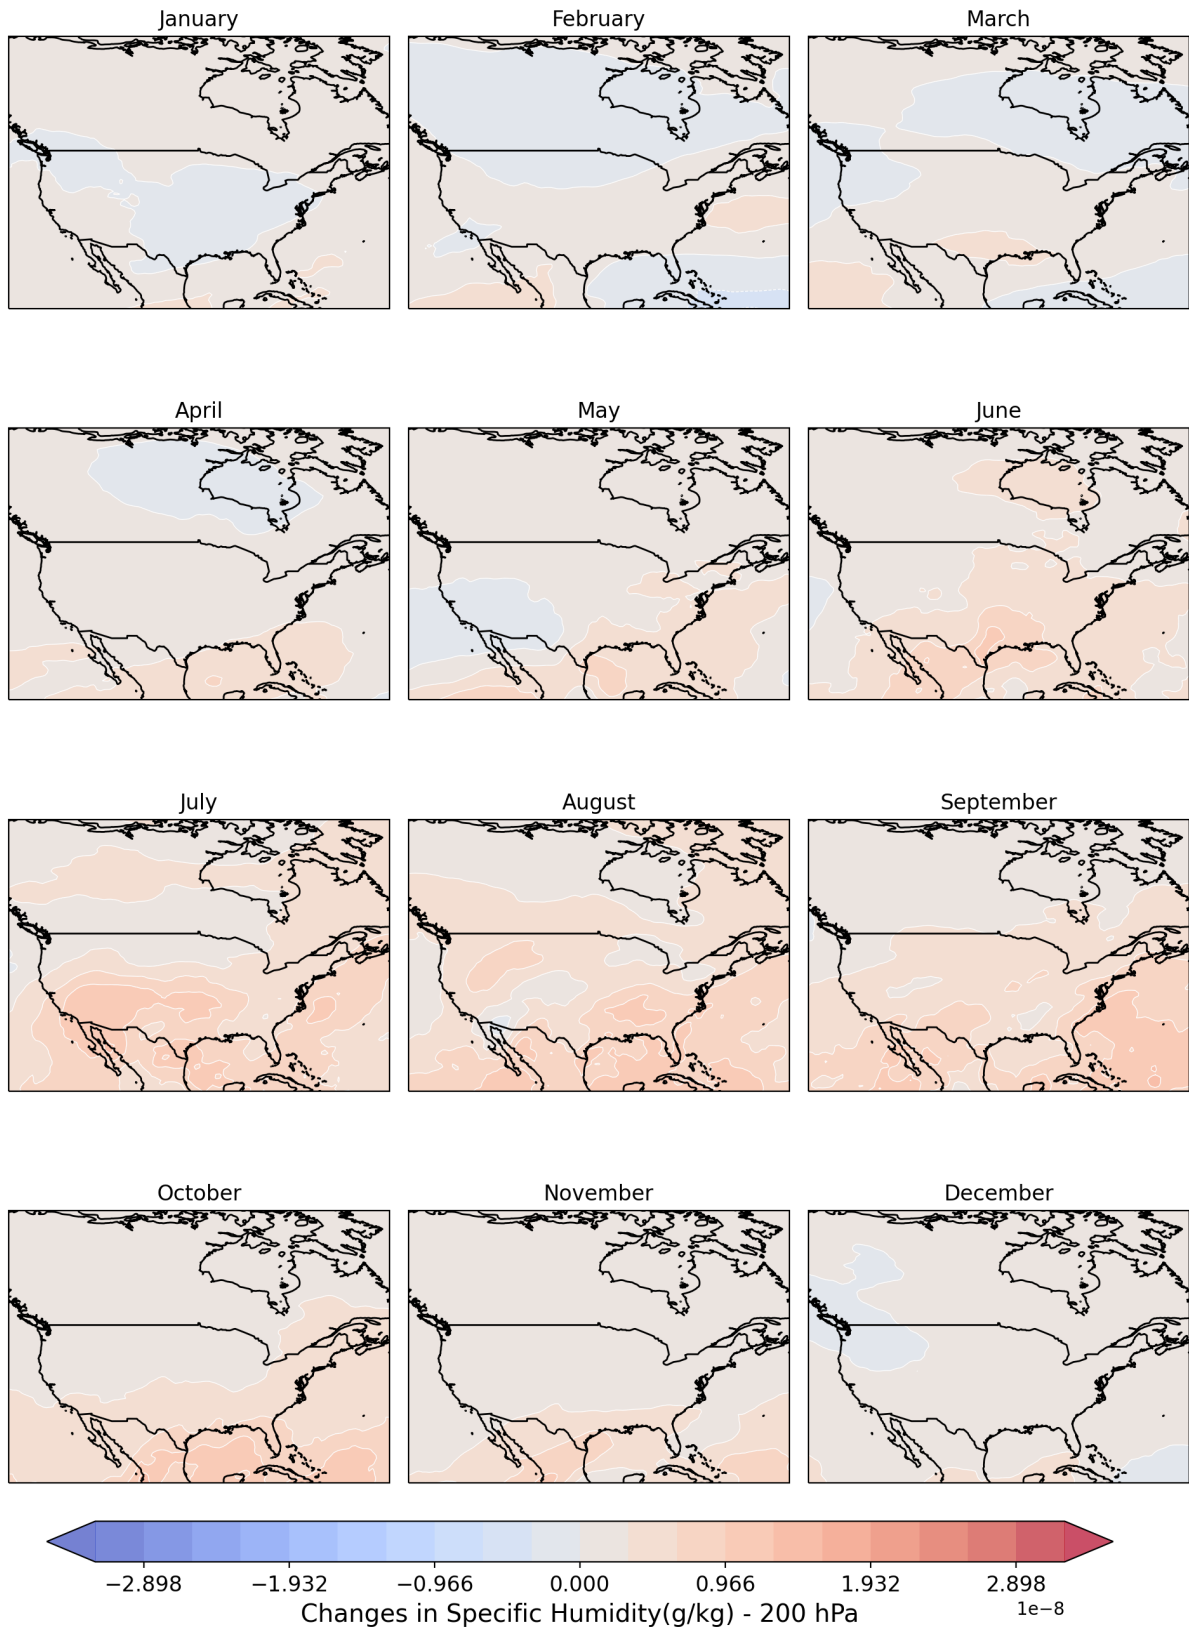 January
February
March
April
May
June
July
August
September
October
November
December
−2.898
−1.932
−0.966
0.000
0.966
1.932
2.898
1e−8
Changes in Specific Humidity(g/kg) - 200 hPa